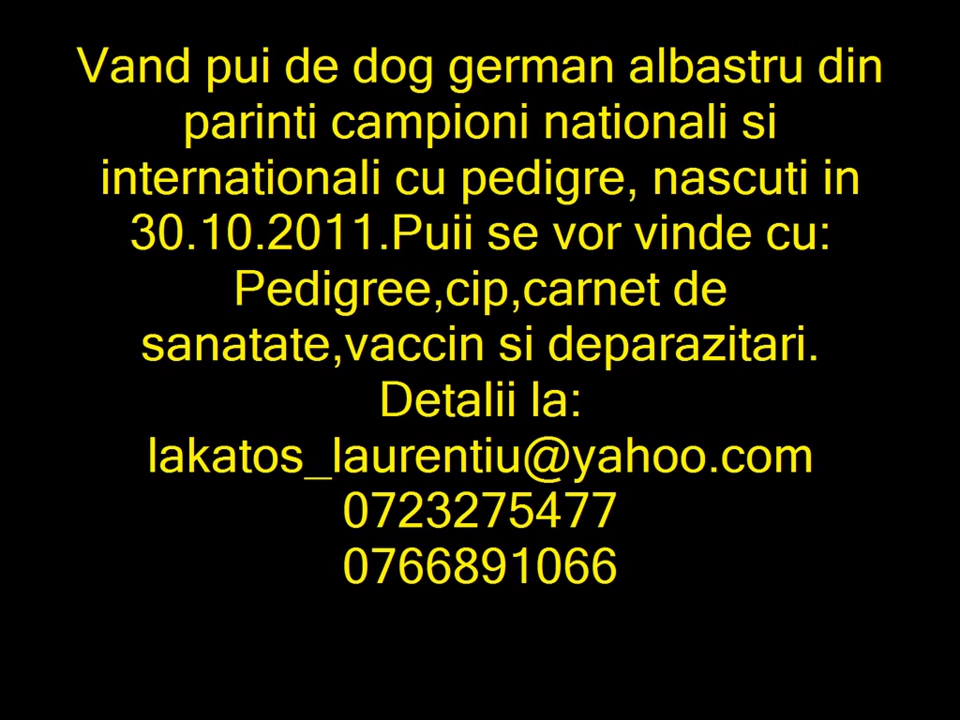 Vand pui de dog german albastru din
parinti campioni nationali si
internationali cu pedigre, nascuti in
30.10.2011.Puii se vor vinde cu:
Pedigree,cip,carnet de
sanatate,vaccin si deparazitari.
Detalii la:
lakatos_laurentiu@yahoo.com
0723275477
0766891066